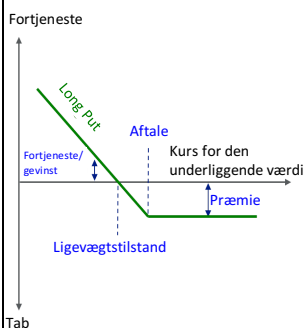 Fortjeneste
Long Put
Aftale
Fortjeneste/
gevinst
Kurs for den
underliggende værdi
Præmie
Ligevægtstilstand
Tab